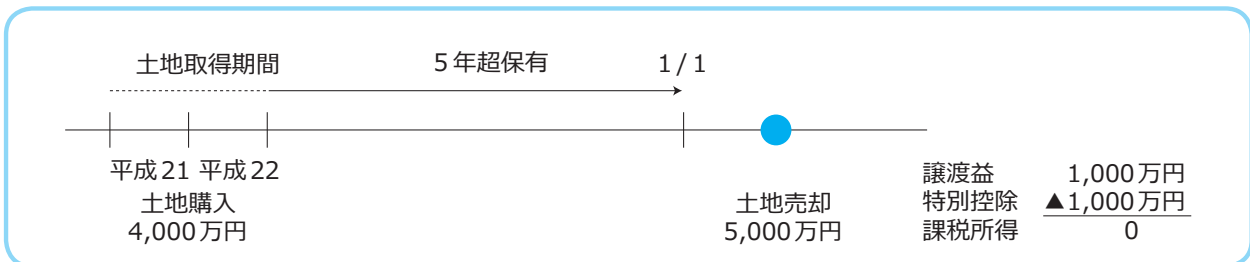 土地取得期間 5年超保有 1/1
平成21 平成22
土地購入
4,000万円
土地売却
5,000万円
譲渡益 1,000万円
特別控除 ▲1,000万円
課税所得 0